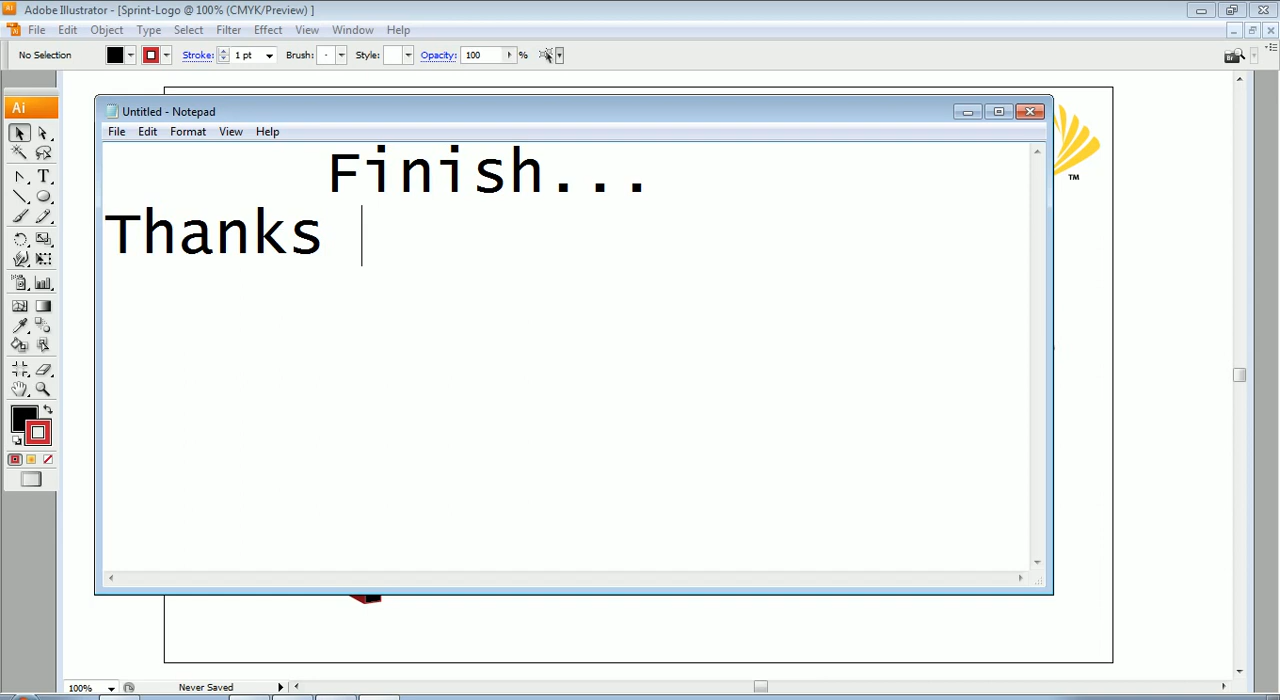 Adobe Illustrator - [Sprint-Logo @ 100% (CMYK/Preview) ]
File Edit Object Type Select Filter Effect View Window Help
No Selection Stroke: 1 pt Brush: Style: Opacity: 100 %
Ai
Untitled - Notepad
File Edit Format View Help
Finish...
Thanks
TM
100% Never Saved